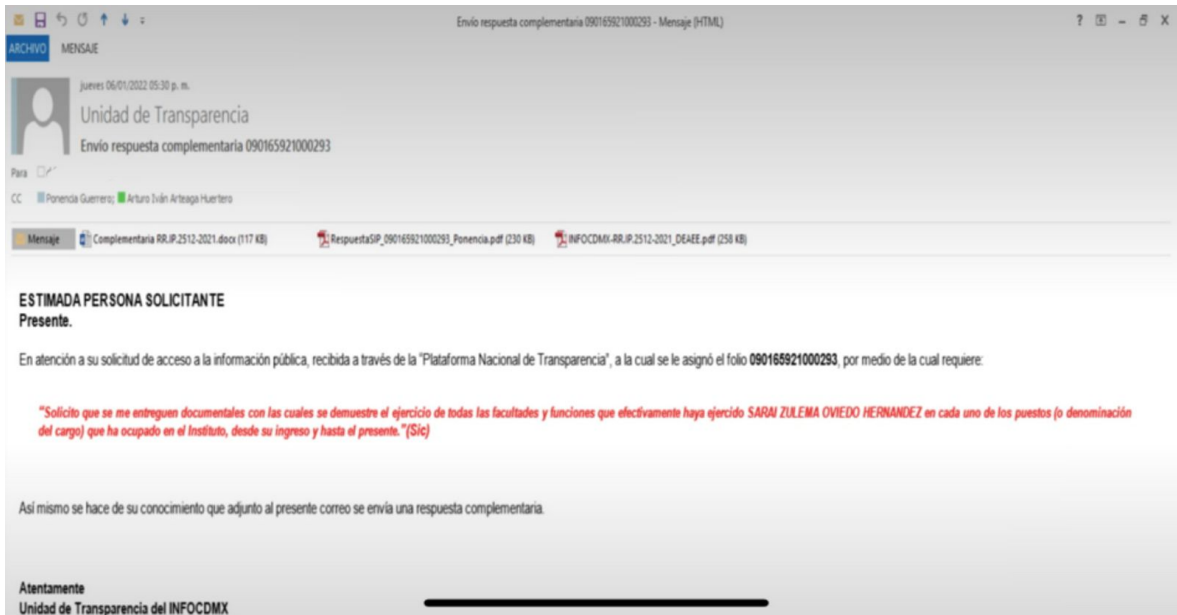 Envío respuesta complementaria 090165921000293 - Mensaje (HTML)
ARCHIVO MENSAJE
jueves 06/01/2022 05:30 p. m.
Unidad de Transparencia
Envío respuesta complementaria 090165921000293
Para
CC Ponencia Guerrero; Arturo Iván Arteaga Huertero
Mensaje Complementaria RR.IP.2512-2021.docx (117 KB) RespuestaSIP_090165921000293_Ponencia.pdf (230 KB) INFOCDMX-RR.IP.2512-2021_DEAEE.pdf (258 KB)
ESTIMADA PERSONA SOLICITANTE
Presente.
En atención a su solicitud de acceso a la información pública, recibida a través de la "Plataforma Nacional de Transparencia", a la cual se le asignó el folio 090165921000293, por medio de la cual requiere:
"Solicito que se me entreguen documentales con las cuales se demuestre el ejercicio de todas las facultades y funciones que efectivamente haya ejercido SARAI ZULEMA OVIEDO HERNANDEZ en cada uno de los puestos (o denominación
del cargo) que ha ocupado en el Instituto, desde su ingreso y hasta el presente."(Sic)
Así mismo se hace de su conocimiento que adjunto al presente correo se envía una respuesta complementaria.
Atentamente
Unidad de Transparencia del INFOCDMX